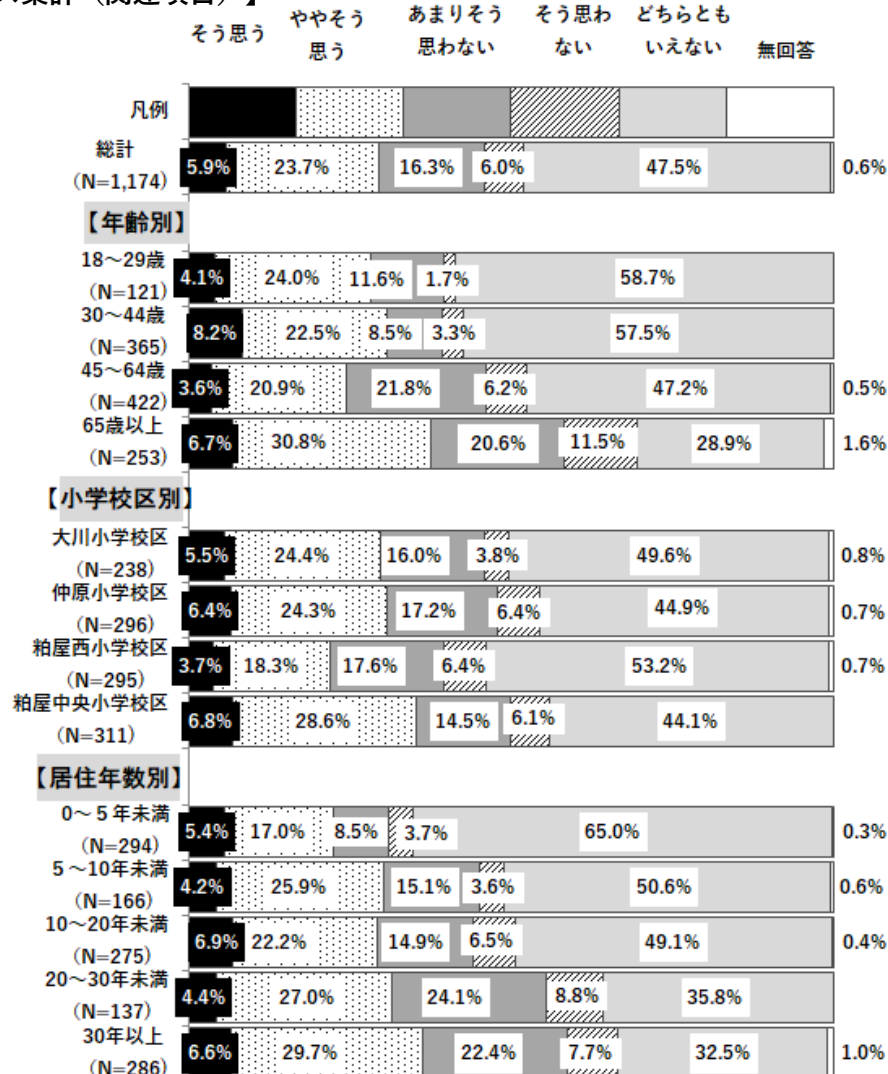 集計（関連項目）】
そう思う
ややそう
思う
あまりそう
思わない
そう思わ
ない
どちらとも
いえない
無回答
凡例
総計
（N=1,174）
5.9% 23.7% 16.3% 6.0% 47.5% 0.6%
【年齢別】
18～29歳
（N=121）
4.1% 24.0% 11.6% 1.7% 58.7%
30～44歳
（N=365）
8.2% 22.5% 8.5% 3.3% 57.5%
45～64歳
（N=422）
3.6% 20.9% 21.8% 6.2% 47.2% 0.5%
65歳以上
（N=253）
6.7% 30.8% 20.6% 11.5% 28.9% 1.6%
【小学校区別】
大川小学校区
（N=238）
5.5% 24.4% 16.0% 3.8% 49.6% 0.8%
仲原小学校区
（N=296）
6.4% 24.3% 17.2% 6.4% 44.9% 0.7%
粕屋西小学校区
（N=295）
3.7% 18.3% 17.6% 6.4% 53.2% 0.7%
粕屋中央小学校区
（N=311）
6.8% 28.6% 14.5% 6.1% 44.1%
【居住年数別】
0～５年未満
（N=294）
5.4% 17.0% 8.5% 3.7% 65.0% 0.3%
５～10年未満
（N=166）
4.2% 25.9% 15.1% 3.6% 50.6% 0.6%
10～20年未満
（N=275）
6.9% 22.2% 14.9% 6.5% 49.1% 0.4%
20～30年未満
（N=137）
4.4% 27.0% 24.1% 8.8% 35.8%
30年以上
（N=286）
6.6% 29.7% 22.4% 7.7% 32.5% 1.0%